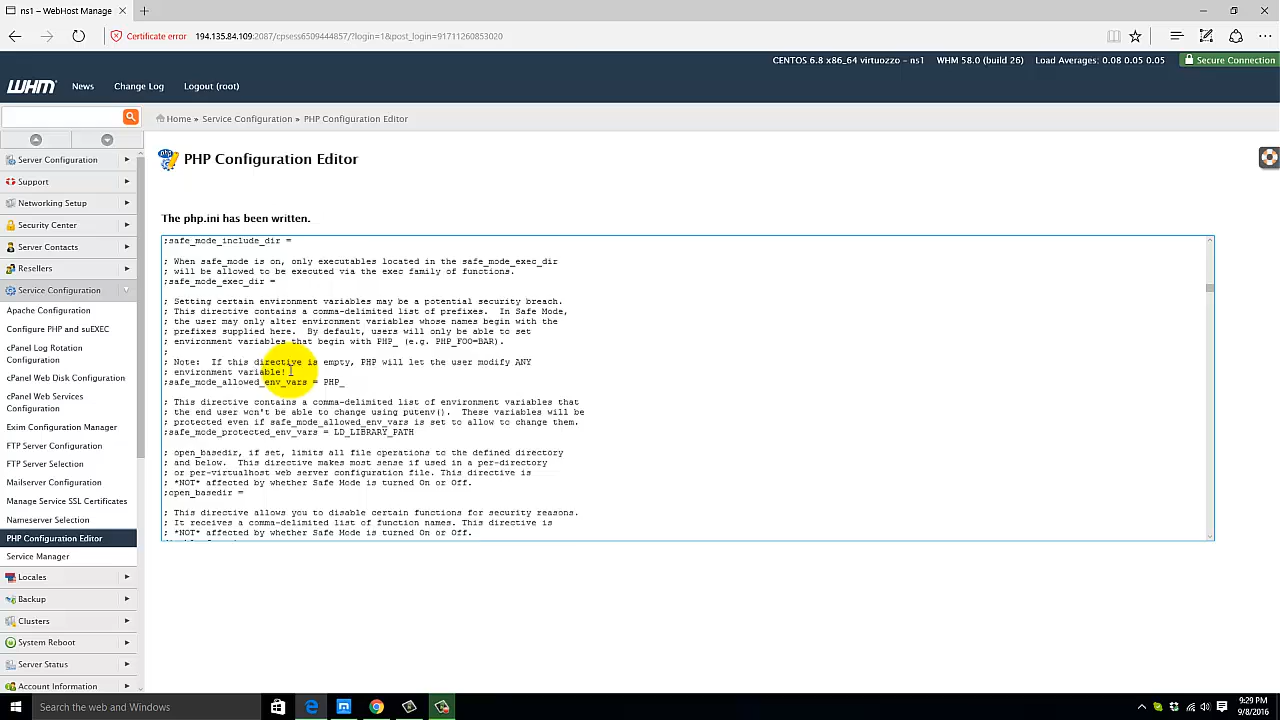 ns1 – WebHost Manage
Certificate error
194.135.84.109:2087/cpsess6509444857/?login=1&post_login=91711260853020
CENTOS 6.8 x86_64 virtuozzo – ns1
WHM 58.0 (build 26)
Load Averages: 0.08 0.05 0.05
Secure Connection
WHM
News
Change Log
Logout (root)
Home » Service Configuration » PHP Configuration Editor
Server Configuration
Support
Networking Setup
Security Center
Server Contacts
Resellers
Service Configuration
Apache Configuration
Configure PHP and suEXEC
cPanel Log Rotation
Configuration
cPanel Web Disk Configuration
cPanel Web Services
Configuration
Exim Configuration Manager
FTP Server Configuration
FTP Server Selection
Mailserver Configuration
Manage Service SSL Certificates
Nameserver Selection
PHP Configuration Editor
Service Manager
Locales
Backup
Clusters
System Reboot
Server Status
Account Information
php
PHP Configuration Editor
The php.ini has been written.
;safe_mode_include_dir =
; When safe_mode is on, only executables located in the safe_mode_exec_dir
; will be allowed to be executed via the exec family of functions.
;safe_mode_exec_dir =
; Setting certain environment variables may be a potential security breach.
; This directive contains a comma-delimited list of prefixes. In Safe Mode,
; the user may only alter environment variables whose names begin with the
; prefixes supplied here. By default, users will only be able to set
; environment variables that begin with PHP_ (e.g. PHP_FOO=BAR).
;
; Note: If this directive is empty, PHP will let the user modify ANY
; environment variable!
;safe_mode_allowed_env_vars = PHP_
; This directive contains a comma-delimited list of environment variables that
; the end user won't be able to change using putenv(). These variables will be
; protected even if safe_mode_allowed_env_vars is set to allow to change them.
;safe_mode_protected_env_vars = LD_LIBRARY_PATH
; open_basedir, if set, limits all file operations to the defined directory
; and below. This directive makes most sense if used in a per-directory
; or per-virtualhost web server configuration file. This directive is
; *NOT* affected by whether Safe Mode is turned On or Off.
;open_basedir =
; This directive allows you to disable certain functions for security reasons.
; It receives a comma-delimited list of function names. This directive is
; *NOT* affected by whether Safe Mode is turned On or Off.
Search the web and Windows
9:29 PM
9/8/2016